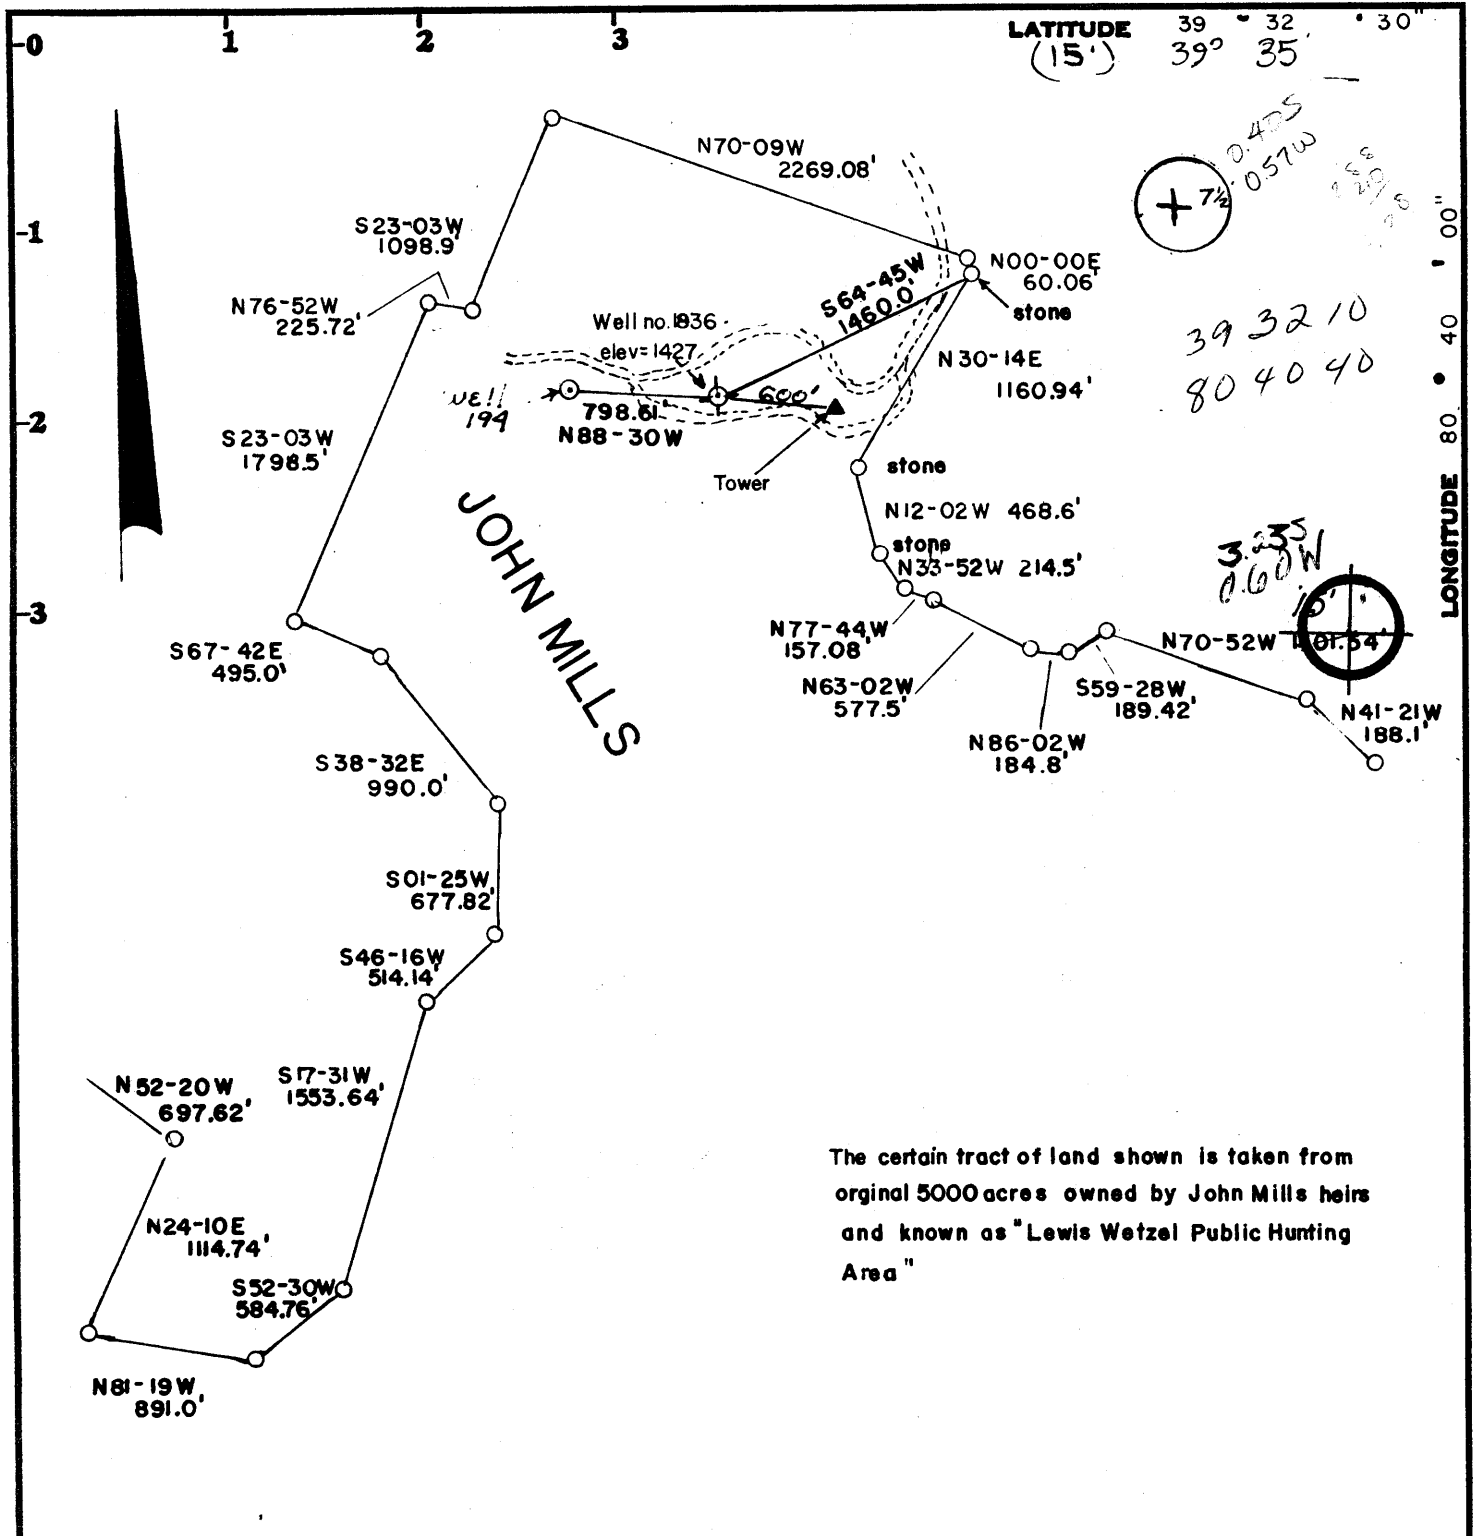 0
1
2
3
LATITUDE 39 ° 32 ' 30"
(15') 39° 35'
0.40S
0.57W
7½
N70-09W
2269.08'
S23-03W
1098.9'
1
N00-00E
60.06'
stone
S64-45W
1460.0'
N76-52W
225.72'
Well no. 1836
elev=1427
39 32 10
80 40 40
N30-14E
1160.94'
600'
194
798.61'
N88-30W
2
S23-03W
1798.5'
stone
Tower
LONGITUDE 80 ° 40 ' 00"
N12-02W 468.6'
stone
N33-52W 214.5'
JOHN MILLS
3.23S
0.60W
15'
3
N77-44W
157.08'
N70-52W
S67-42E
495.0'
N63-02W
577.5'
S59-28W
189.42'
N41-21W
188.1'
N86-02W
184.8'
S38-32E
990.0'
S01-25W
677.82'
S46-16W
514.14'
S17-31W
1553.64'
N52-20W
697.62'
The certain tract of land shown is taken from
orginal 5000 acres owned by John Mills heirs
and known as "Lewis Wetzel Public Hunting
Area"
N24-10E
1114.74'
S52-30W
584.76'
N81-19W
891.0'